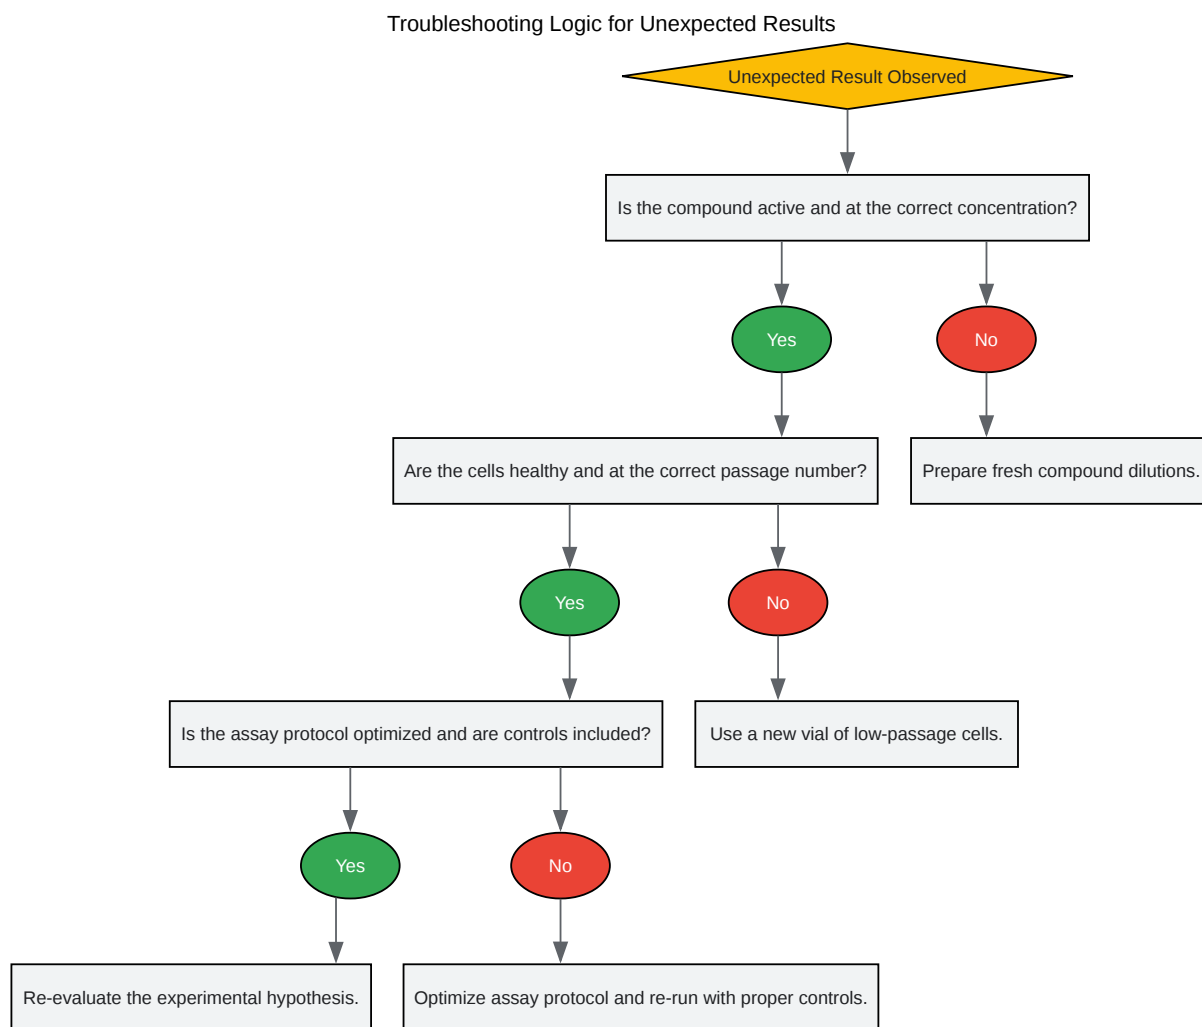 Troubleshooting Logic for Unexpected Results
Unexpected Result Observed
Is the compound active and at the correct concentration?
Yes
No
Are the cells healthy and at the correct passage number?
Prepare fresh compound dilutions.
Yes
No
Is the assay protocol optimized and are controls included?
Use a new vial of low-passage cells.
Yes
No
Re-evaluate the experimental hypothesis.
Optimize assay protocol and re-run with proper controls.